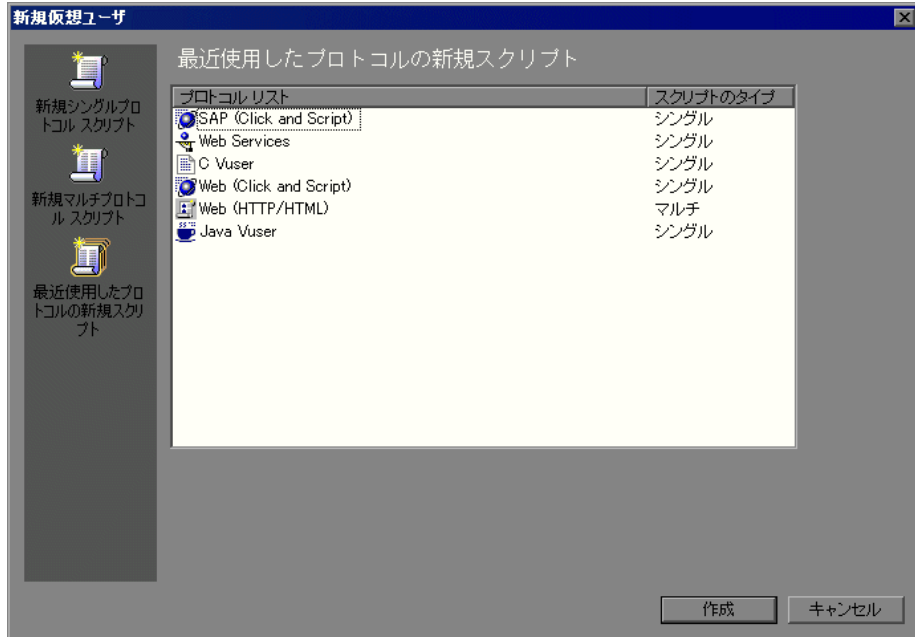 新規仮想ユーザ
新規シングルプロ
トコル スクリプト
新規マルチプロトコ
ル スクリプト
最近使用したプロ
トコルの新規スクリ
プト
最近使用したプロトコルの新規スクリプト
プロトコル リスト スクリプトのタイプ
SAP (Click and Script) シングル
Web Services シングル
C Vuser シングル
Web (Click and Script) シングル
Web (HTTP/HTML) マルチ
Java Vuser シングル
作成 キャンセル